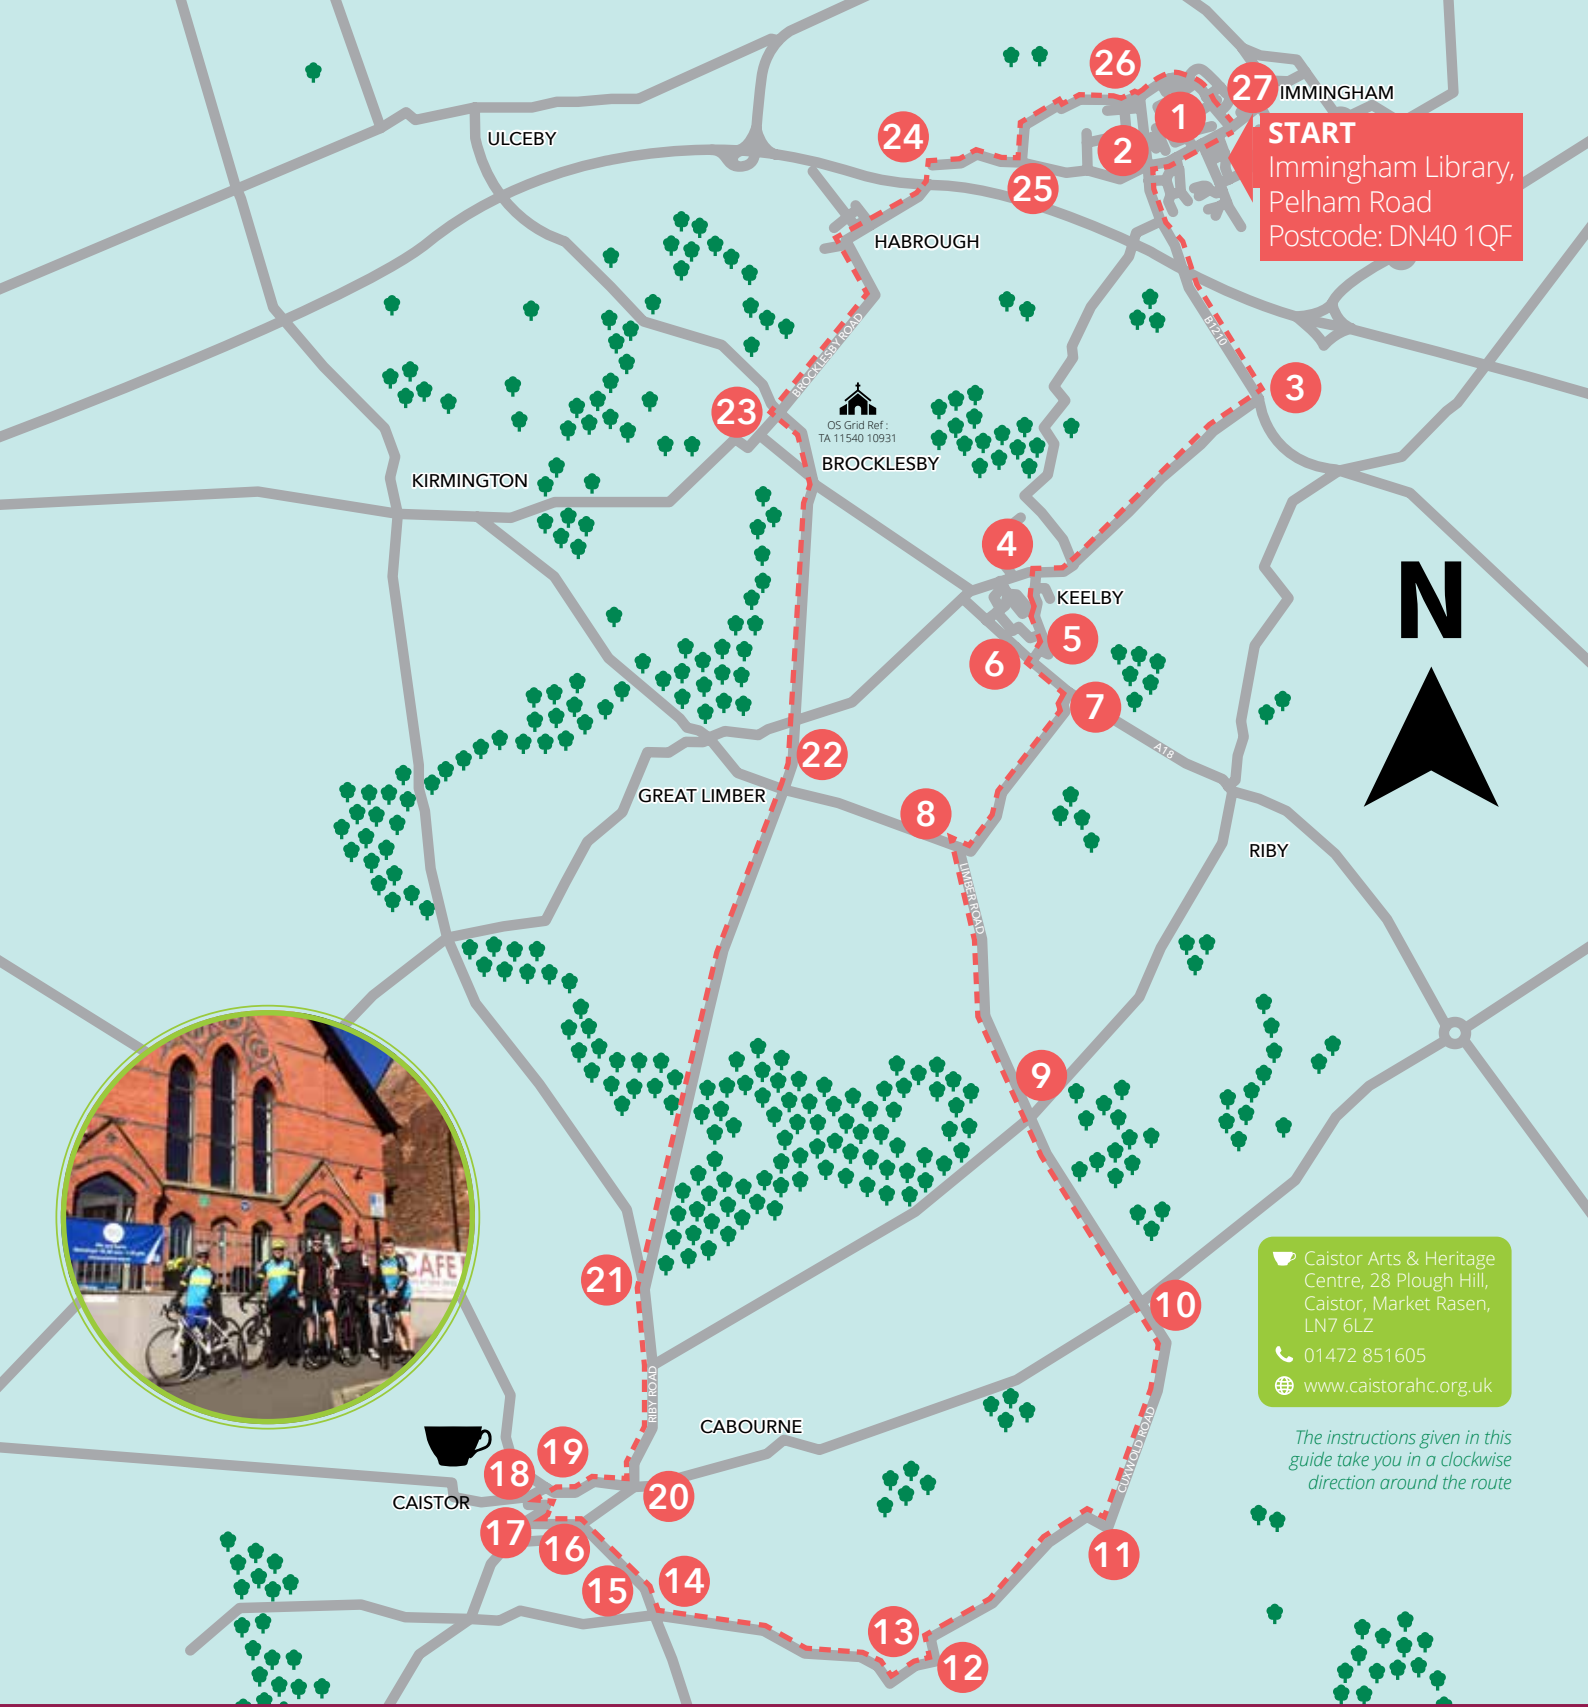 26
27
IMMINGHAM
1
START
Immingham Library,
Pelham Road
Postcode: DN40 1QF
2
24
25
ULCEBY
HABROUGH
B1210
BROCKLESBY ROAD
3
23
OS Grid Ref :
TA 11540 10931
BROCKLESBY
KIRMINGTON
4
KEELBY
N
5
6
7
A18
22
GREAT LIMBER
8
LIMBER ROAD
RIBY
9
CAFE
21
10
Caistor Arts & Heritage
Centre, 28 Plough Hill,
Caistor, Market Rasen,
LN7 6LZ
01472 851605
www.caistorahc.org.uk
The instructions given in this
guide take you in a clockwise
direction around the route
RIBY ROAD
CABOURNE
CUXWOLD ROAD
19
18
20
CAISTOR
17
16
11
15
14
13
12